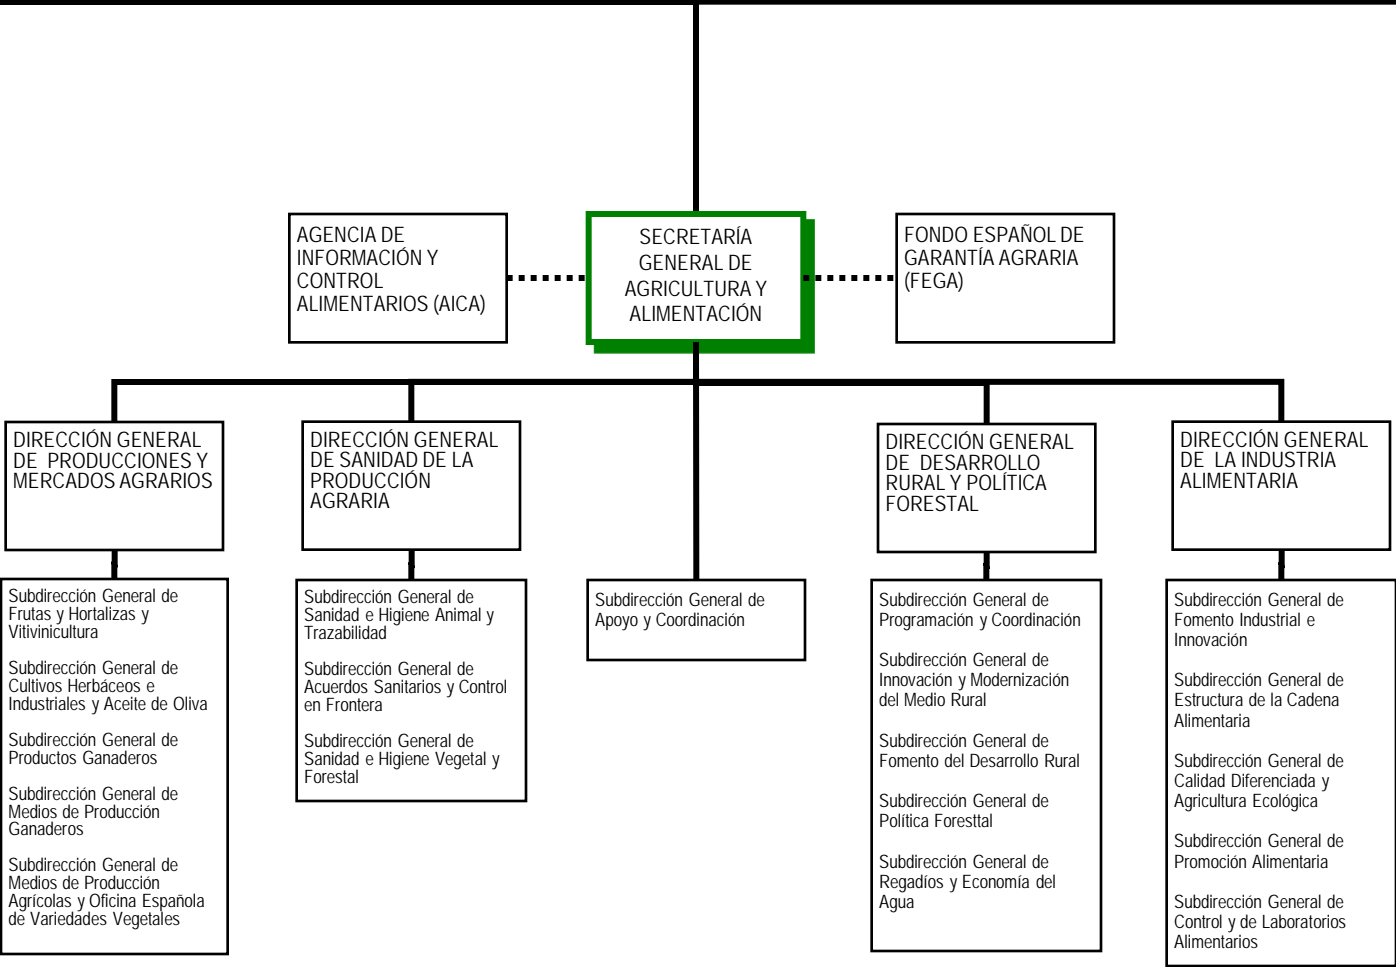 AGENCIA DE
INFORMACIÓN Y
CONTROL
ALIMENTARIOS (AICA)
SECRETARÍA
GENERAL DE
AGRICULTURA Y
ALIMENTACIÓN
FONDO ESPAÑOL DE
GARANTÍA AGRARIA
(FEGA)
DIRECCIÓN GENERAL
DE PRODUCCIONES Y
MERCADOS AGRARIOS
DIRECCIÓN GENERAL
DE SANIDAD DE LA
PRODUCCIÓN
AGRARIA
DIRECCIÓN GENERAL
DE DESARROLLO
RURAL Y POLÍTICA
FORESTAL
DIRECCIÓN GENERAL
DE LA INDUSTRIA
ALIMENTARIA
Subdirección General de
Frutas y Hortalizas y
Vitivinicultura
Subdirección General de
Cultivos Herbáceos e
Industriales y Aceite de Oliva
Subdirección General de
Productos Ganaderos
Subdirección General de
Medios de Producción
Ganaderos
Subdirección General de
Medios de Producción
Agrícolas y Oficina Española
de Variedades Vegetales
Subdirección General de
Sanidad e Higiene Animal y
Trazabilidad
Subdirección General de
Acuerdos Sanitarios y Control
en Frontera
Subdirección General de
Sanidad e Higiene Vegetal y
Forestal
Subdirección General de
Apoyo y Coordinación
Subdirección General de
Programación y Coordinación
Subdirección General de
Innovación y Modernización
del Medio Rural
Subdirección General de
Fomento del Desarrollo Rural
Subdirección General de
Política Foresttal
Subdirección General de
Regadíos y Economía del
Agua
Subdirección General de
Fomento Industrial e
Innovación
Subdirección General de
Estructura de la Cadena
Alimentaria
Subdirección General de
Calidad Diferenciada y
Agricultura Ecológica
Subdirección General de
Promoción Alimentaria
Subdirección General de
Control y de Laboratorios
Alimentarios